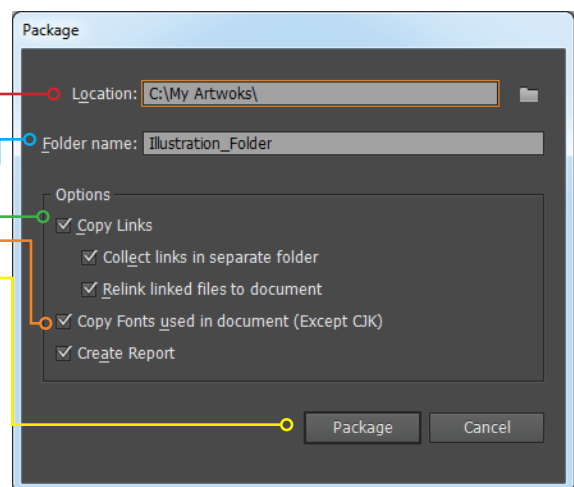 Package
Location: C:\My Artwoks\
Folder name: Illustration_Folder
Options
Copy Links
Collect links in separate folder
Relink linked files to document
Copy Fonts used in document (Except CJK)
Create Report
Package Cancel